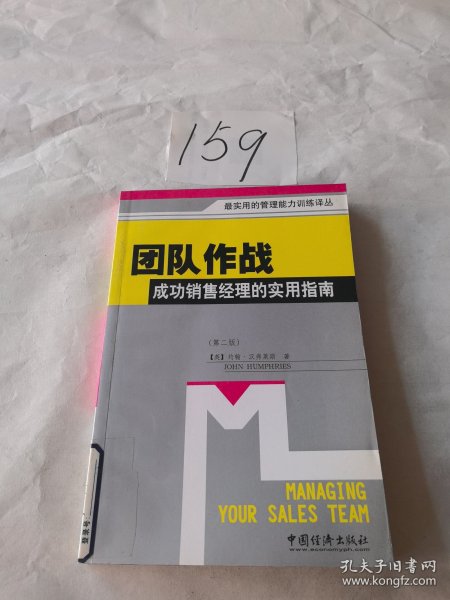 159
最实用的管理能力训练译丛
团队作战
成功销售经理的实用指南
(第二版)
【英】约翰·汉弗莱斯 著
JOHN HUMPHRIES
MANAGING
YOUR SALES TEAM
中国经济出版社
www.economyph.com
登录号
孔夫子旧书网
www.kongfz.com